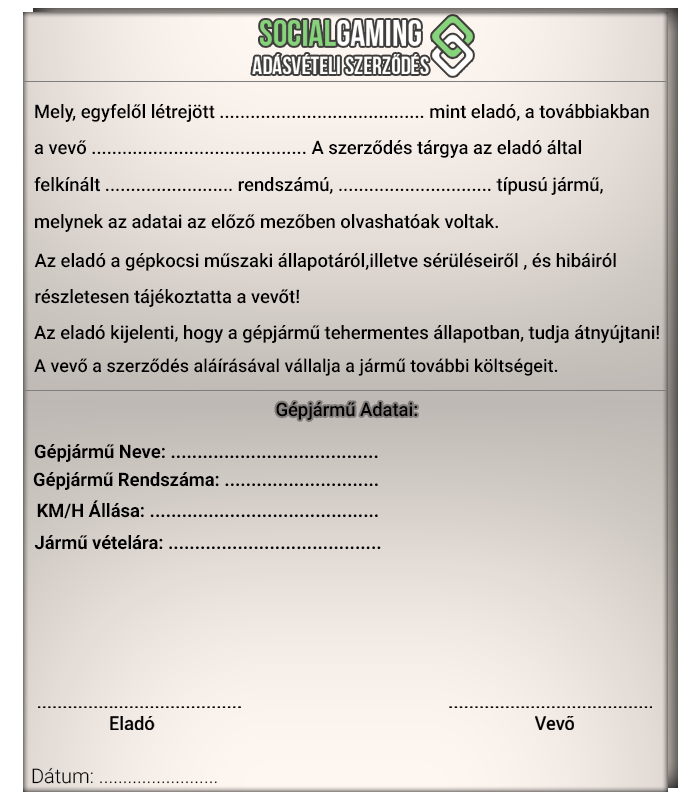 SOCIALGAMING
ADÁSVÉTELI SZERZŐDÉS
Mely, egyfelől létrejött ........................................ mint eladó, a továbbiakban
a vevő .......................................... A szerződés tárgya az eladó által
felkínált ......................... rendszámú, .............................. típusú jármű,
melynek az adatai az előző mezőben olvashatóak voltak.
Az eladó a gépkocsi műszaki állapotáról,illetve sérüléseiről , és hibáiról
részletesen tájékoztatta a vevőt!
Az eladó kijelenti, hogy a gépjármű tehermentes állapotban, tudja átnyújtani!
A vevő a szerződés aláírásával vállalja a jármű további költségeit.
Gépjármű Adatai:
Gépjármű Neve: .......................................
Gépjármű Rendszáma: .............................
KM/H Állása: ...........................................
Jármű vételára: ........................................
.......................................... ..........................................
Eladó Vevő
Dátum: ........................